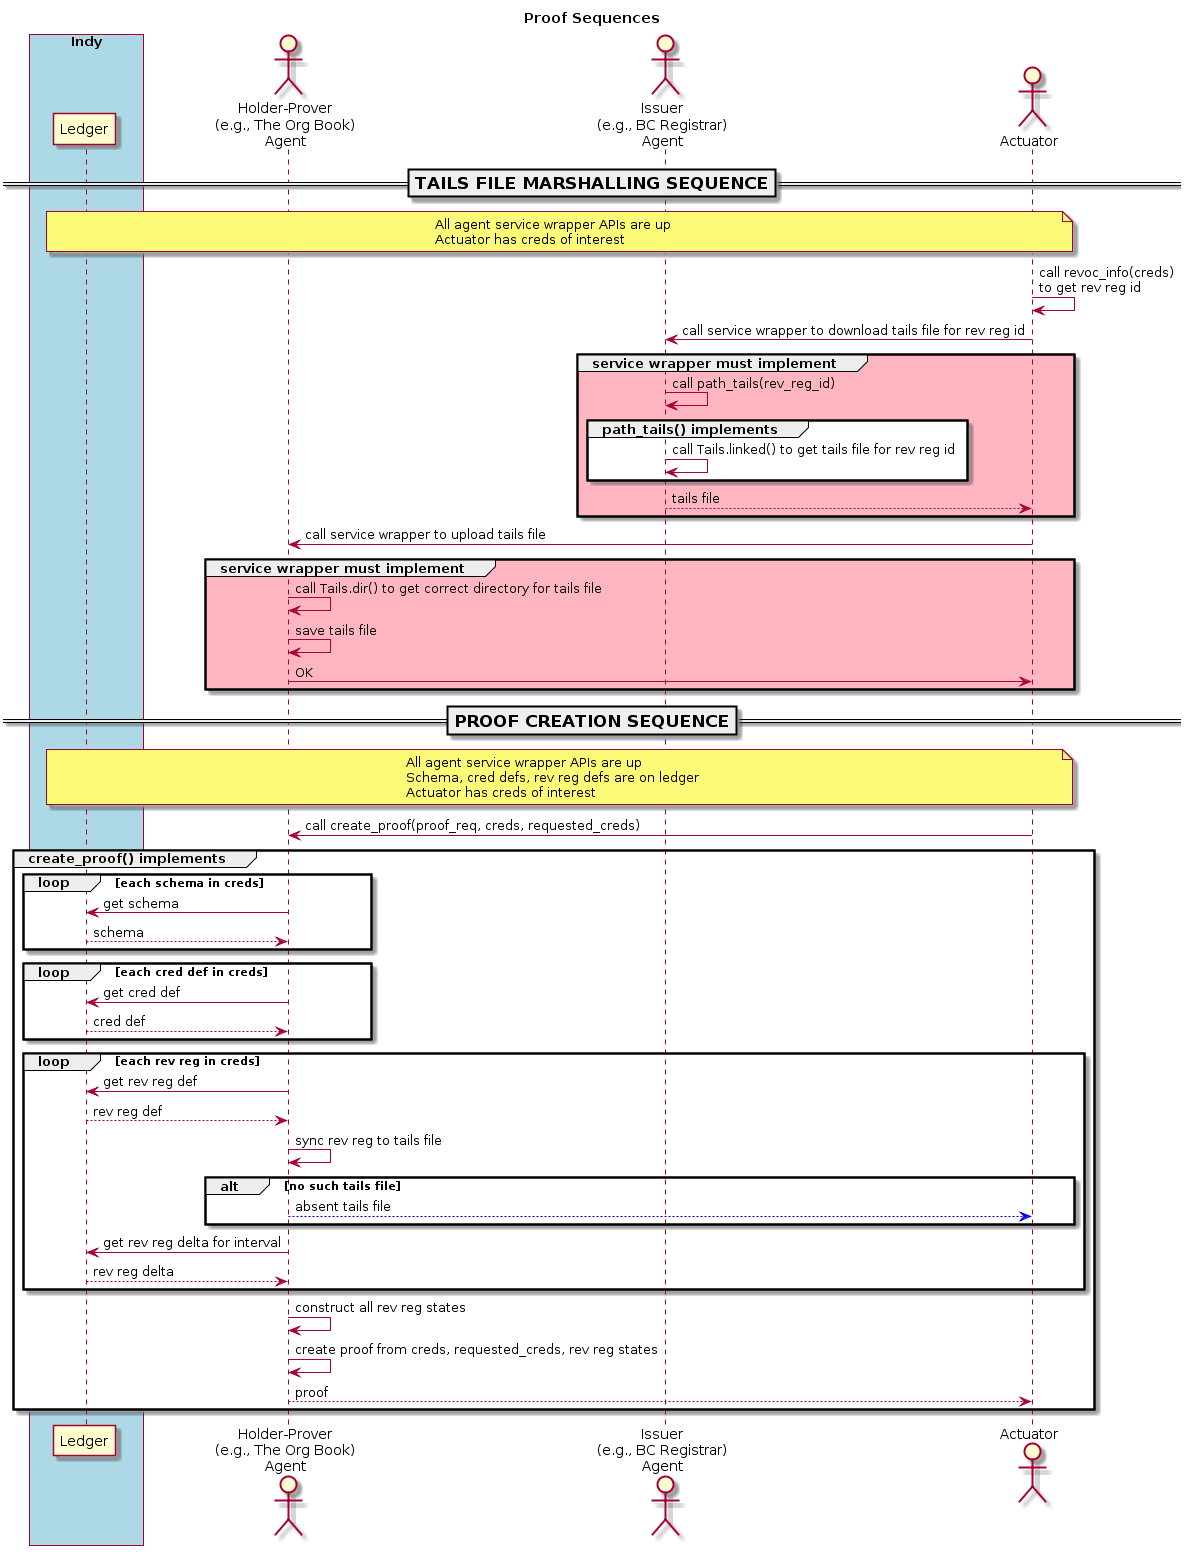 Proof Sequences
Indy
Ledger
Holder-Prover
(e.g., The Org Book)
Agent
Issuer
(e.g., BC Registrar)
Agent
Actuator
TAILS FILE MARSHALLING SEQUENCE
All agent service wrapper APIs are up
Actuator has creds of interest
call revoc_info(creds)
to get rev reg id
call service wrapper to download tails file for rev reg id
service wrapper must implement
call path_tails(rev_reg_id)
path_tails() implements
call Tails.linked() to get tails file for rev reg id
tails file
call service wrapper to upload tails file
service wrapper must implement
call Tails.dir() to get correct directory for tails file
save tails file
OK
PROOF CREATION SEQUENCE
All agent service wrapper APIs are up
Schema, cred defs, rev reg defs are on ledger
Actuator has creds of interest
call create_proof(proof_req, creds, requested_creds)
create_proof() implements
loop [each schema in creds]
get schema
schema
loop [each cred def in creds]
get cred def
cred def
loop [each rev reg in creds]
get rev reg def
rev reg def
sync rev reg to tails file
alt [no such tails file]
absent tails file
get rev reg delta for interval
rev reg delta
construct all rev reg states
create proof from creds, requested_creds, rev reg states
proof
Ledger
Holder-Prover
(e.g., The Org Book)
Agent
Issuer
(e.g., BC Registrar)
Agent
Actuator